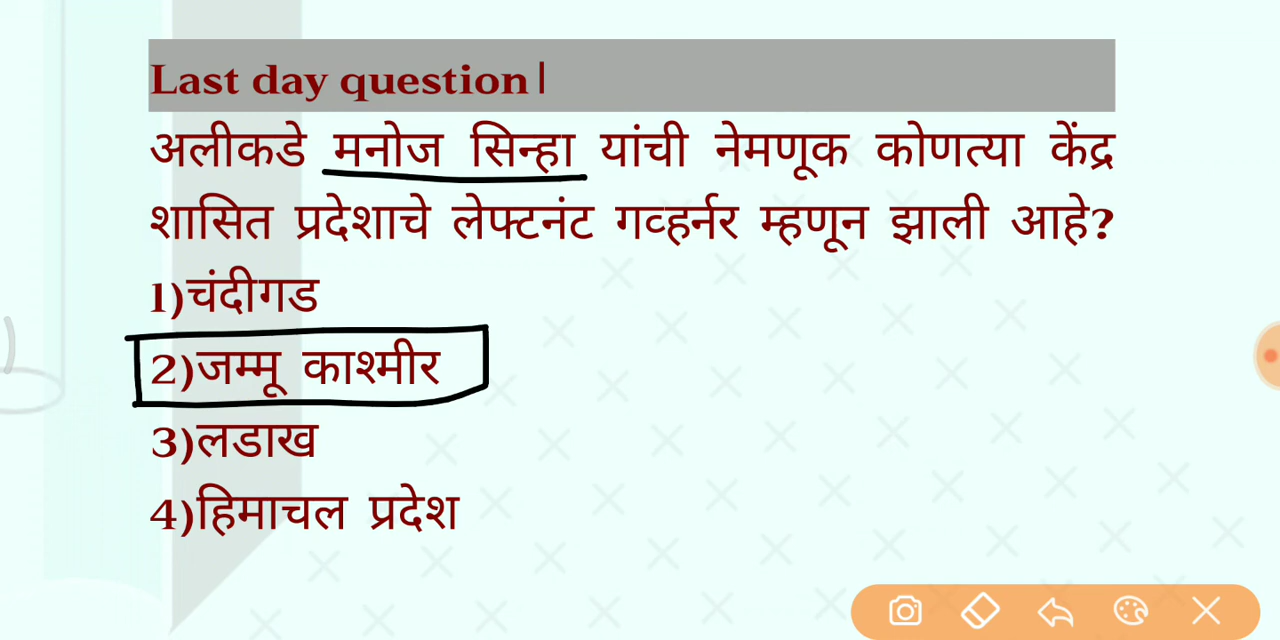 Last day question|
अलीकडे मनोज सिन्हा यांची नेमणूक कोणत्या केंद्र
शासित प्रदेशाचे लेफ्टनंट गव्हर्नर म्हणून झाली आहे?
1)चंदीगड
2)जम्मू काश्मीर
3)लडाख
4)हिमाचल प्रदेश